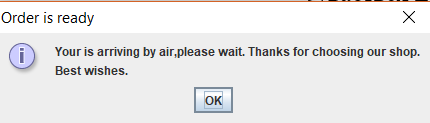 Order is ready
Your is arriving by air,please wait. Thanks for choosing our shop.
Best wishes.
OK